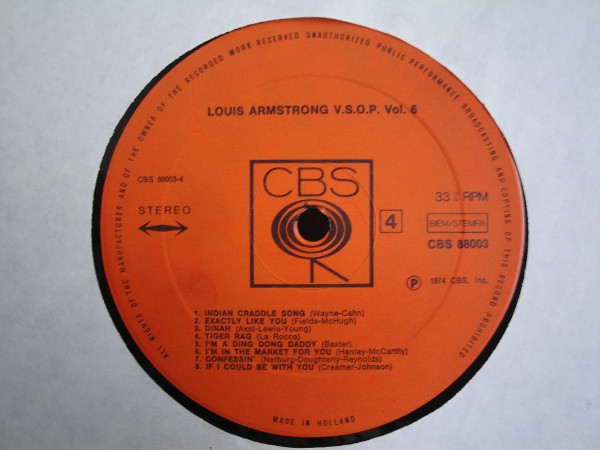 ALL RIGHTS OF THE MANUFACTURER AND OF THE OWNER OF THE RECORDED WORK RESERVED UNAUTHORIZED PUBLIC PERFORMANCE BROADCASTING AND COPYING OF THIS RECORD PROHIBITED
LOUIS ARMSTRONG V.S.O.P. Vol. 6
CBS 88003-4
STEREO
CBS
4
33⅓ RPM
BIEM/STEMRA
CBS 88003
Ⓟ 1974 CBS, Inc.
1. INDIAN CRADDLE SONG (Wayne-Cahn)
2. EXACTLY LIKE YOU (Fields-McHugh)
3. DINAH (Akst-Lewis-Young)
4. TIGER RAG (La Rocca)
5. I'M A DING DONG DADDY (Baxter)
6. I'M IN THE MARKET FOR YOU (Hanley-McCarthy)
7. CONFESSIN' (Neiburg-Doughterty-Reynolds)
8. IF I COULD BE WITH YOU (Creamer-Johnson)
MADE IN HOLLAND